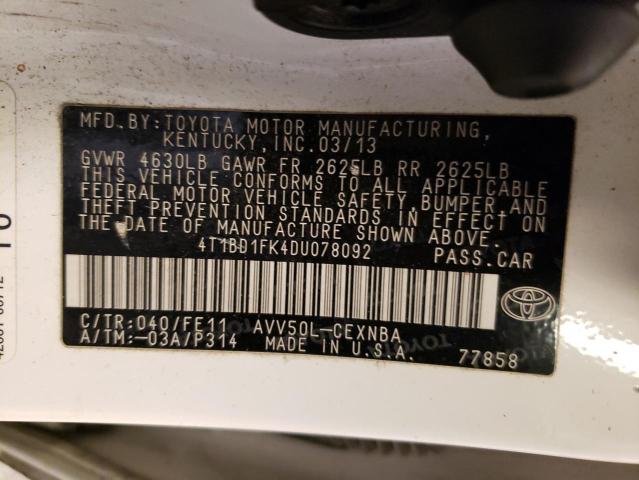 MFD.BY:TOYOTA MOTOR MANUFACTURING,
KENTUCKY, INC.03/13
GVWR 4630LB GAWR FR 2625LB RR 2625LB
THIS VEHICLE CONFORMS TO ALL APPLICABLE
FEDERAL MOTOR VEHICLE SAFETY, BUMPER AND
THEFT PREVENTION STANDARDS IN EFFECT ON
THE DATE OF MANUFACTURE SHOWN ABOVE.
4T1BD1FK4DU078092 PASS.CAR
C/TR:040/FE11 AVV50L-CEXNBA
A/TM:-03A/P314 MADE IN U.S.A. 77858